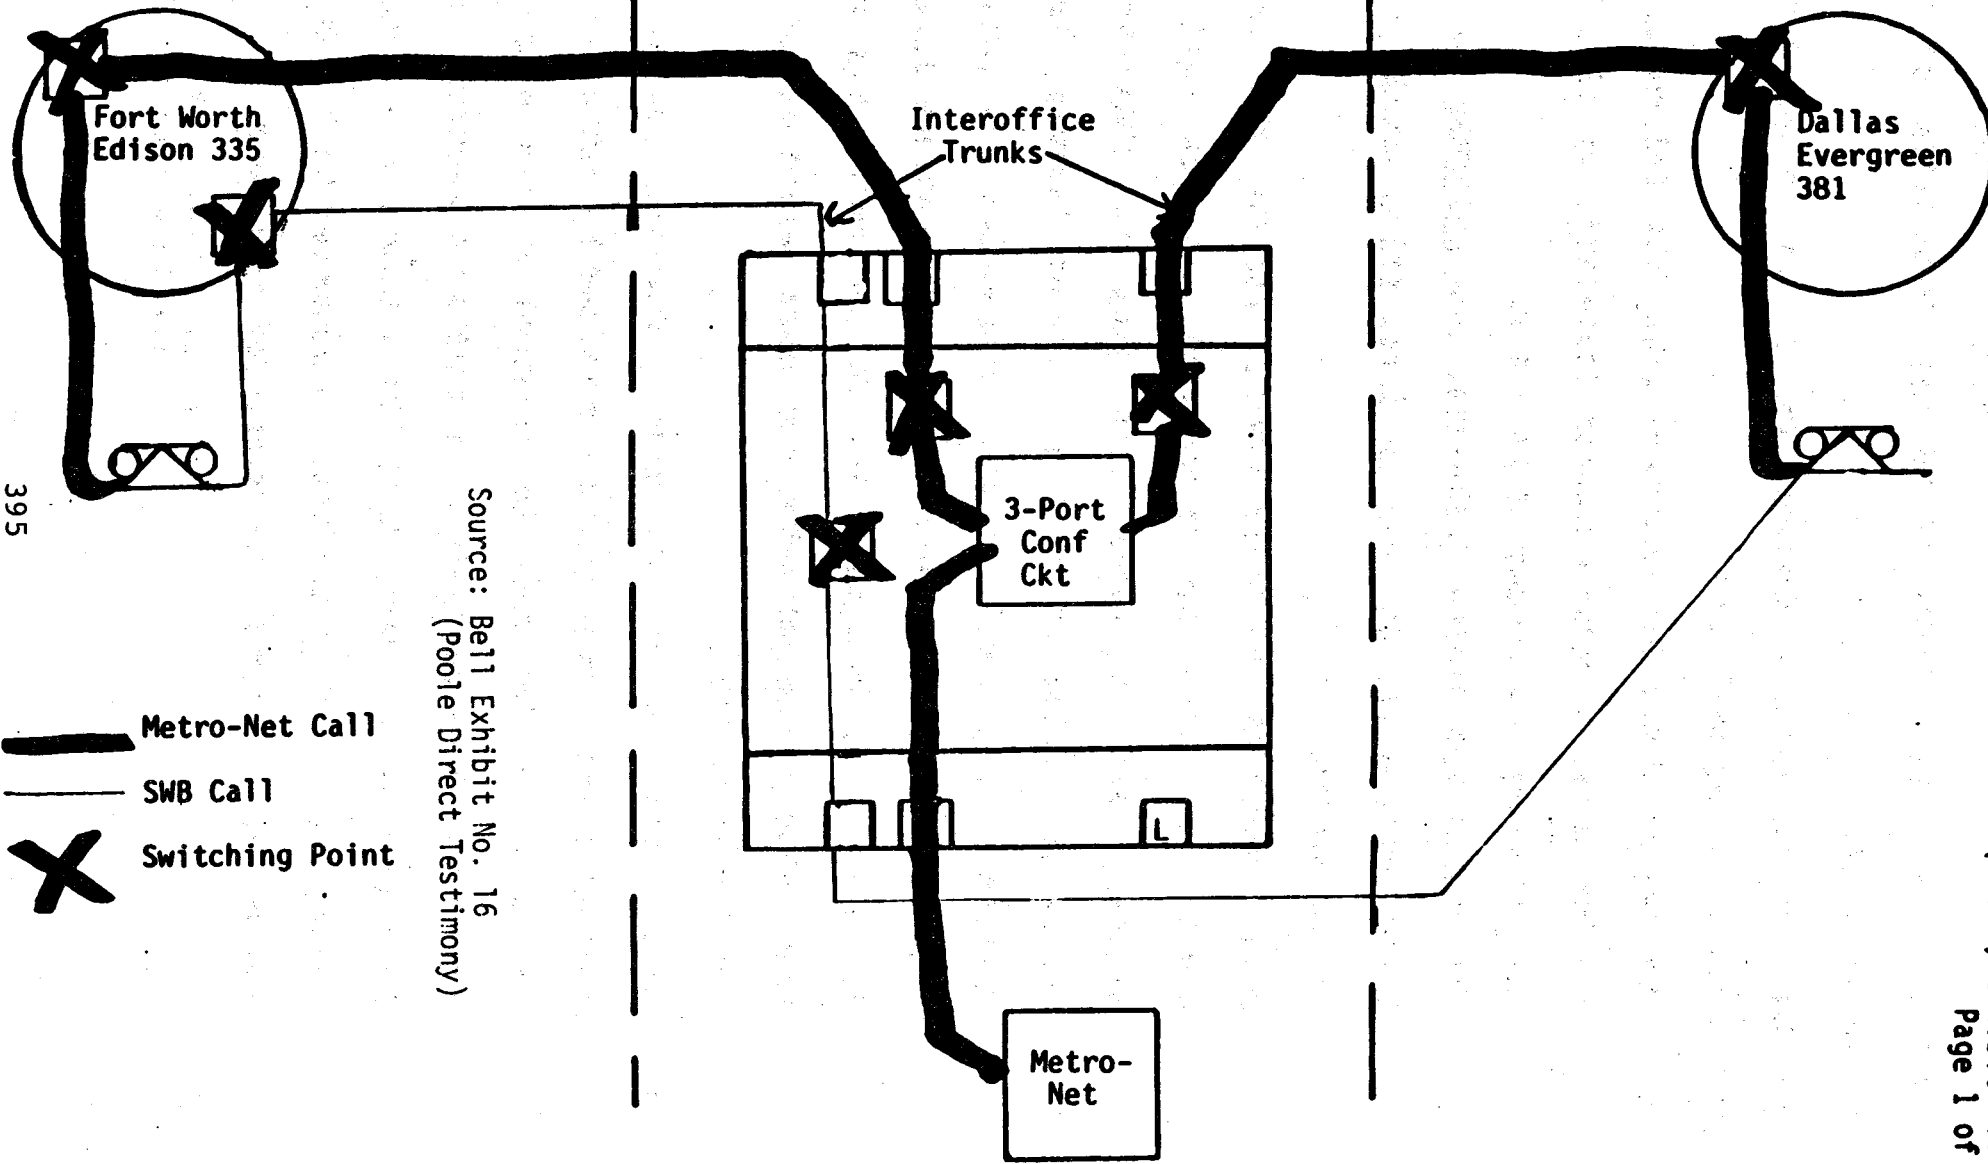 Fort Worth
Edison 335
Interoffice
Trunks
Dallas
Evergreen
381
3-Port
Conf
Ckt
L
Metro-
Net
Metro-Net Call
SWB Call
Switching Point
Source: Bell Exhibit No. 16
(Poole Direct Testimony)
395
Page 1 of